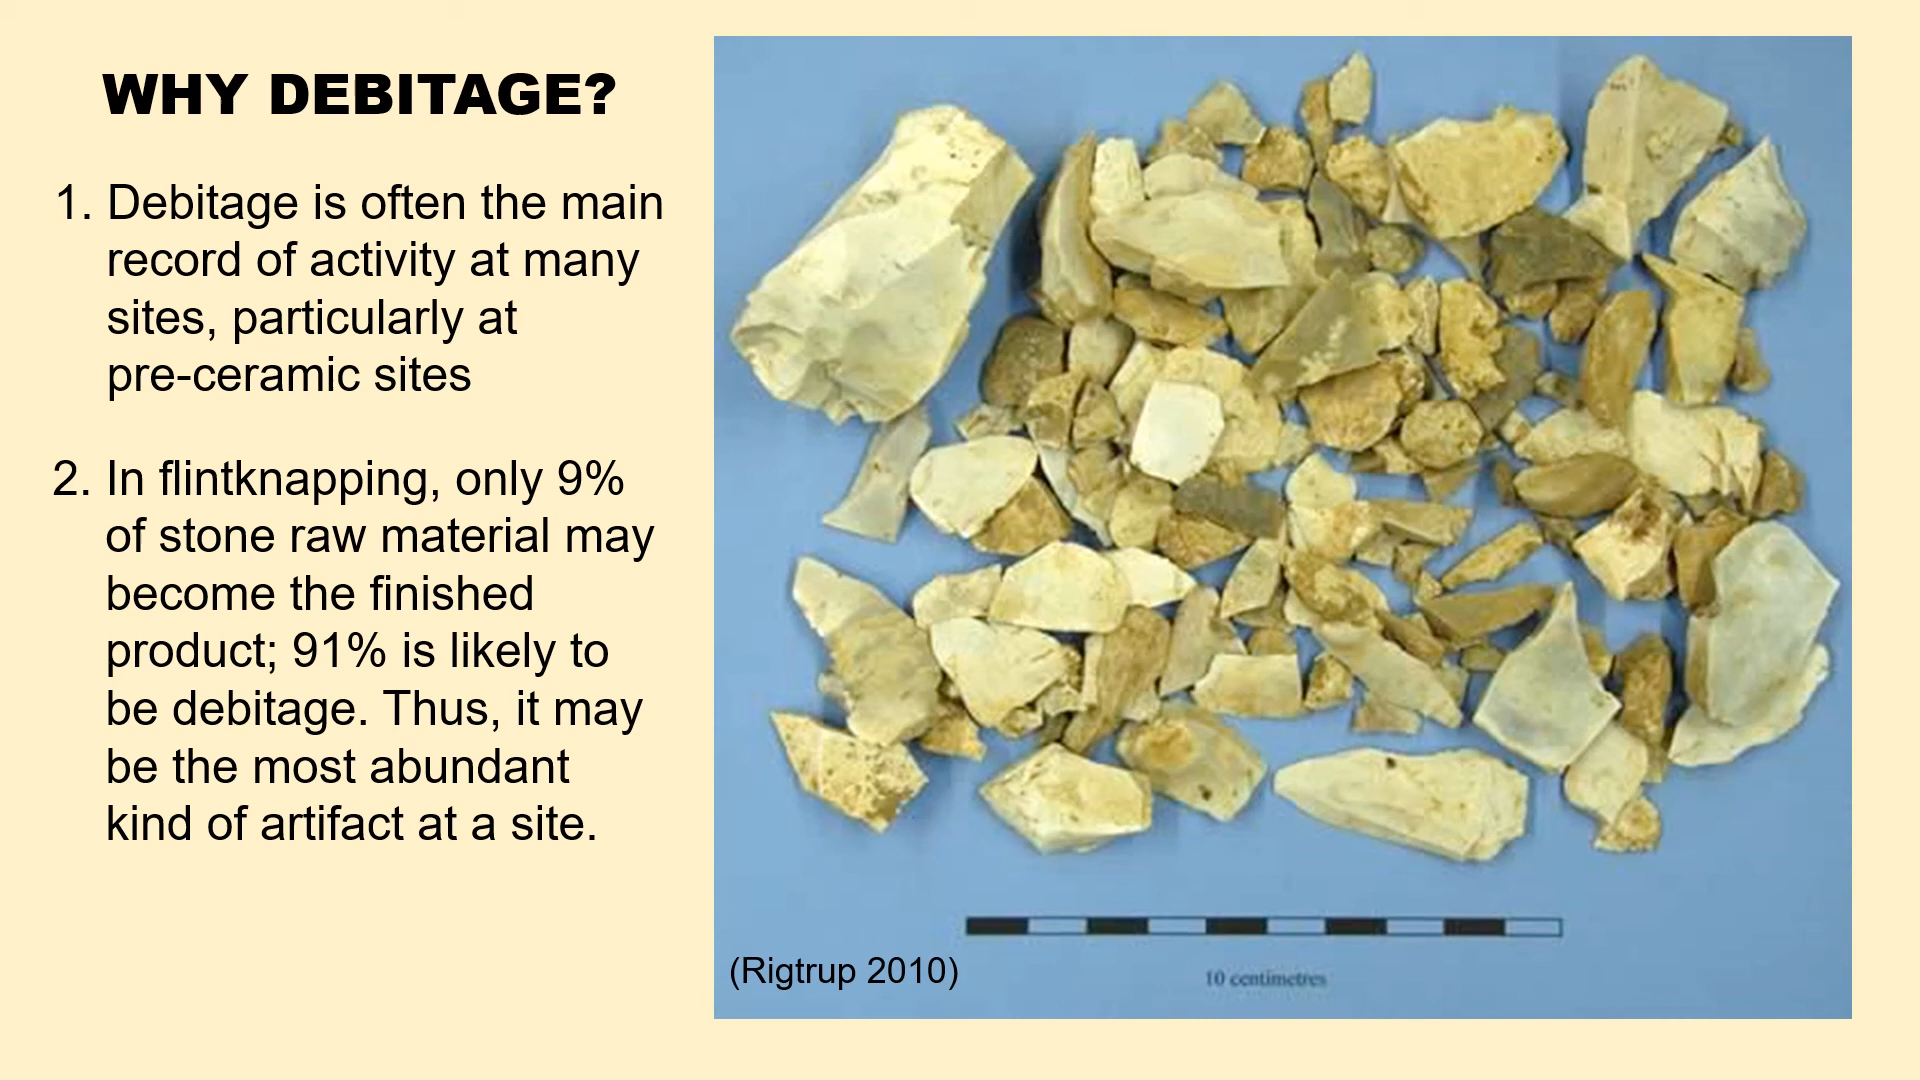 WHY DEBITAGE?
1. Debitage is often the main
record of activity at many
sites, particularly at
pre-ceramic sites
2. In flintknapping, only 9%
of stone raw material may
become the finished
product; 91% is likely to
be debitage. Thus, it may
be the most abundant
kind of artifact at a site.
(Rigtrup 2010)
10 centimetres